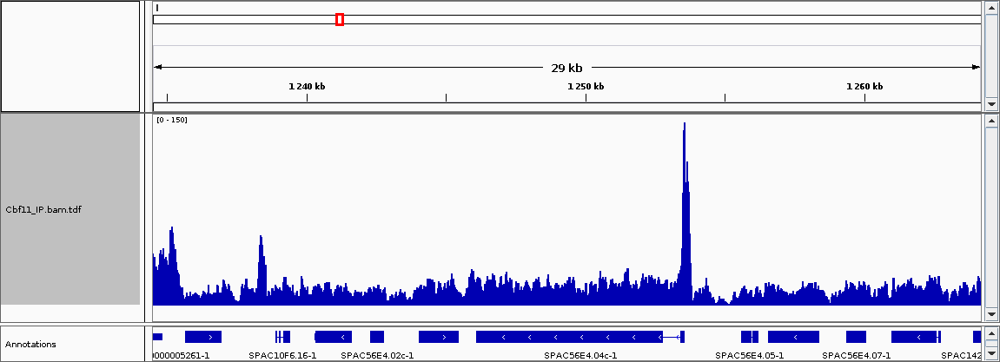 I
29 kb
1 240 kb 1 250 kb 1 260 kb
[0 - 150]
Cbf11_IP.bam.tdf
Annotations
0000005261-1 SPAC10F6.16-1 SPAC56E4.02c-1 SPAC56E4.04c-1 SPAC56E4.05-1 SPAC56E4.07-1 SPAC142